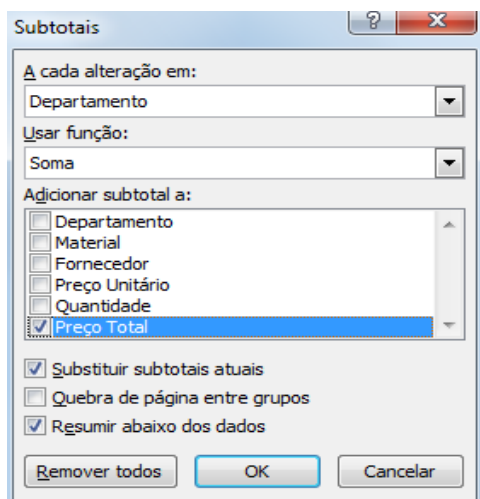 Subtotais
A cada alteração em:
Departamento
Usar função:
Soma
Adicionar subtotal a:
Departamento
Material
Fornecedor
Preço Unitário
Quantidade
Preço Total
Substituir subtotais atuais
Quebra de página entre grupos
Resumir abaixo dos dados
Remover todos OK Cancelar